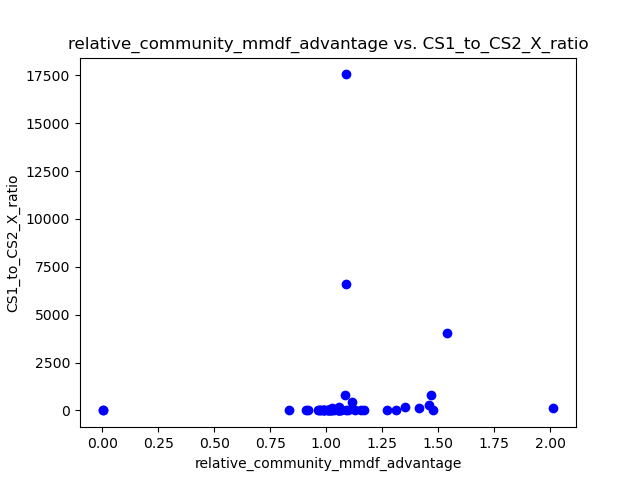 relative_community_mmdf_advantage vs. CS1_to_CS2_X_ratio
17500
15000
12500
10000
7500
5000
2500
0
CS1_to_CS2_X_ratio
0.00 0.25 0.50 0.75 1.00 1.25 1.50 1.75 2.00
relative_community_mmdf_advantage